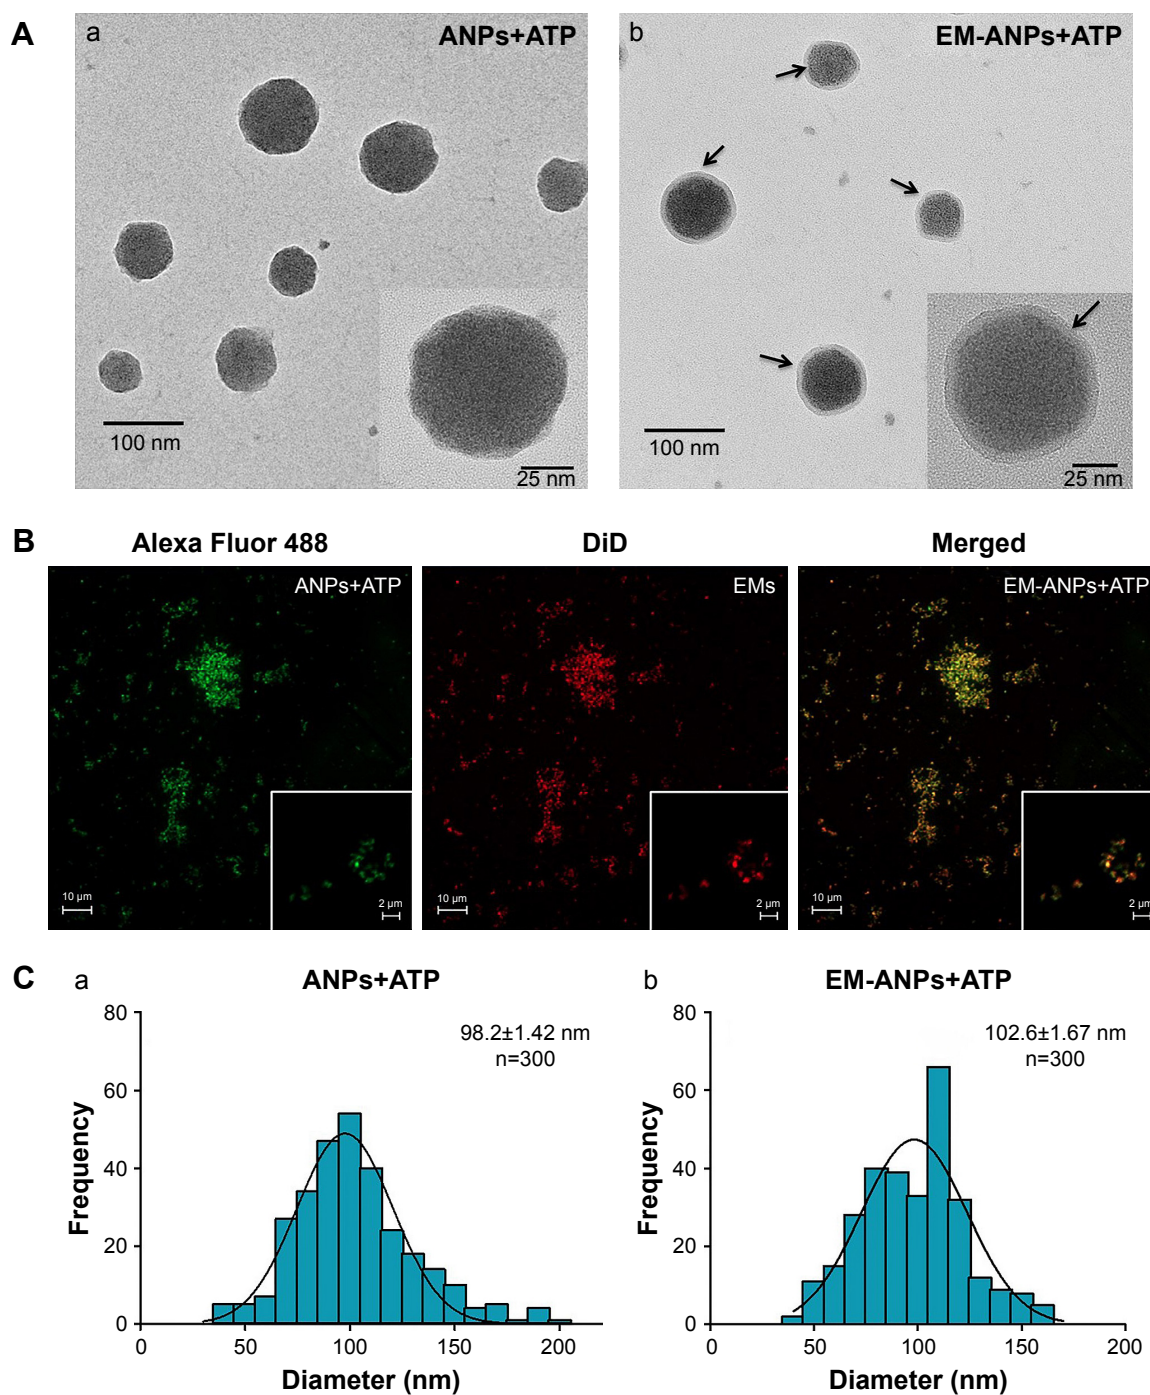 A
a
ANPs+ATP
100 nm
25 nm
b
EM-ANPs+ATP
100 nm
25 nm
B
Alexa Fluor 488
DiD
Merged
ANPs+ATP
10 µm
2 µm
EMs
10 µm
2 µm
EM-ANPs+ATP
10 µm
2 µm
C
a
ANPs+ATP
98.2±1.42 nm
n=300
Frequency
80
60
40
20
0
0 50 100 150 200
Diameter (nm)
b
EM-ANPs+ATP
102.6±1.67 nm
n=300
Frequency
80
60
40
20
0
0 50 100 150 200
Diameter (nm)